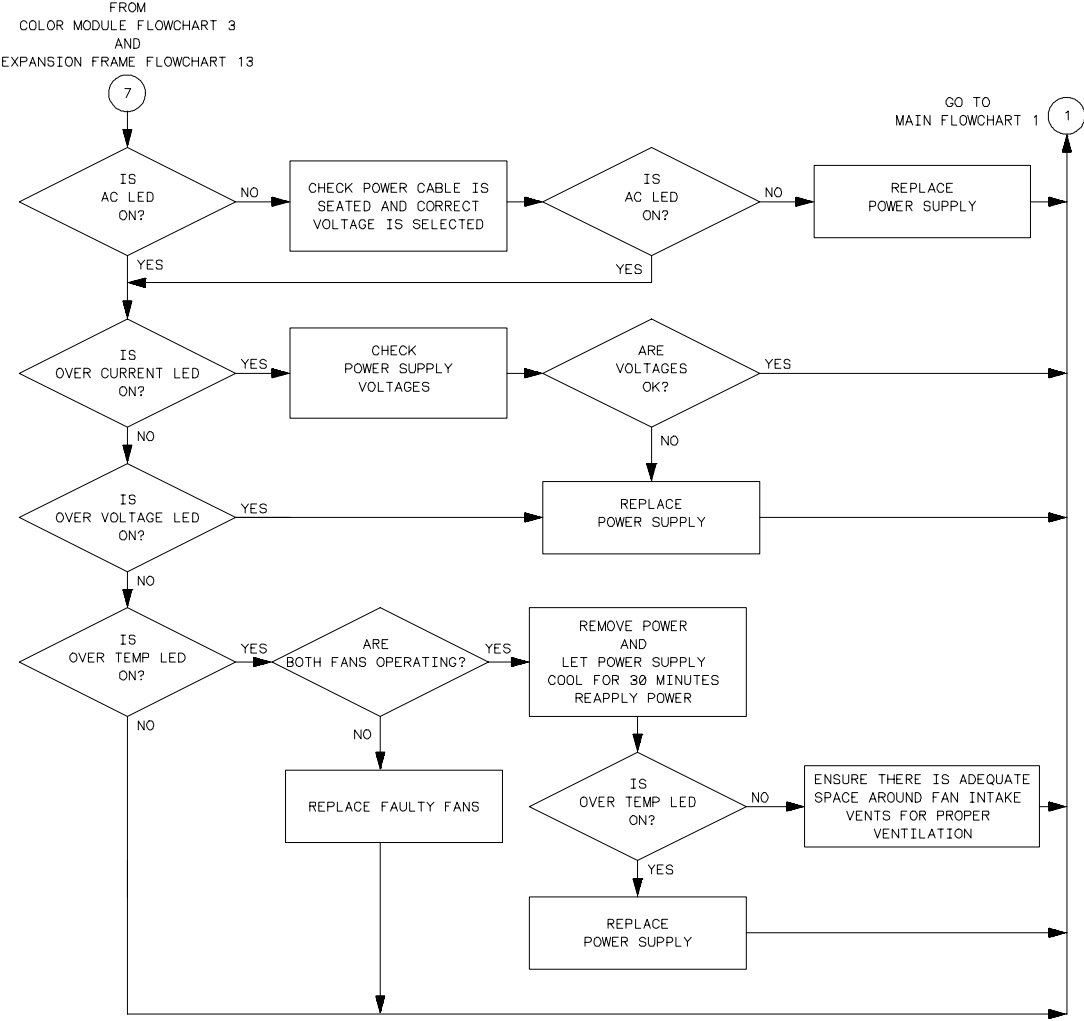 FROM
COLOR MODULE FLOWCHART 3
AND
EXPANSION FRAME FLOWCHART 13
7
GO TO
MAIN FLOWCHART 1
1
IS
AC LED
ON?
NO
CHECK POWER CABLE IS
SEATED AND CORRECT
VOLTAGE IS SELECTED
IS
AC LED
ON?
NO
REPLACE
POWER SUPPLY
YES
YES
IS
OVER CURRENT LED
ON?
YES
CHECK
POWER SUPPLY
VOLTAGES
ARE
VOLTAGES
OK?
YES
NO
NO
IS
OVER VOLTAGE LED
ON?
YES
REPLACE
POWER SUPPLY
NO
IS
OVER TEMP LED
ON?
YES
ARE
BOTH FANS OPERATING?
YES
REMOVE POWER
AND
LET POWER SUPPLY
COOL FOR 30 MINUTES
REAPPLY POWER
NO
NO
REPLACE FAULTY FANS
IS
OVER TEMP LED
ON?
NO
ENSURE THERE IS ADEQUATE
SPACE AROUND FAN INTAKE
VENTS FOR PROPER
VENTILATION
YES
REPLACE
POWER SUPPLY